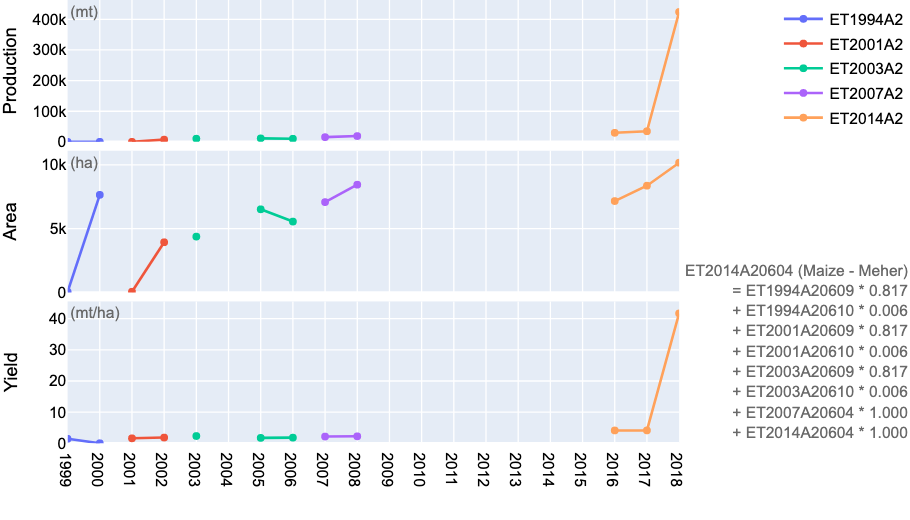 (mt)
Production
400k
300k
200k
100k
0
(ha)
Area
10k
5k
0
(mt/ha)
Yield
40
30
20
10
0
1999
2000
2001
2002
2003
2004
2005
2006
2007
2008
2009
2010
2011
2012
2013
2014
2015
2016
2017
2018
ET1994A2
ET2001A2
ET2003A2
ET2007A2
ET2014A2
ET2014A20604 (Maize - Meher)
= ET1994A20609 * 0.817
+ ET1994A20610 * 0.006
+ ET2001A20609 * 0.817
+ ET2001A20610 * 0.006
+ ET2003A20609 * 0.817
+ ET2003A20610 * 0.006
+ ET2007A20604 * 1.000
+ ET2014A20604 * 1.000